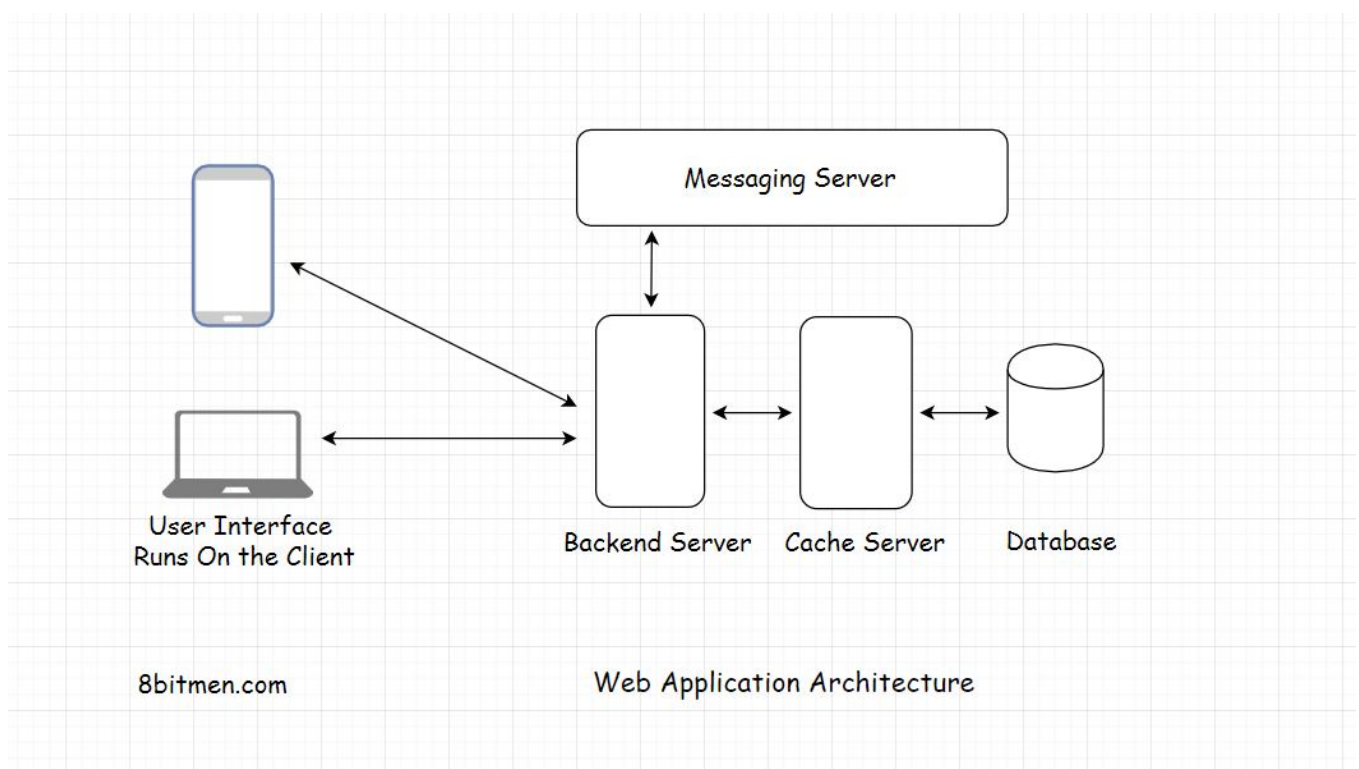 Messaging Server
User Interface
Runs On the Client
Backend Server
Cache Server
Database
8bitmen.com
Web Application Architecture